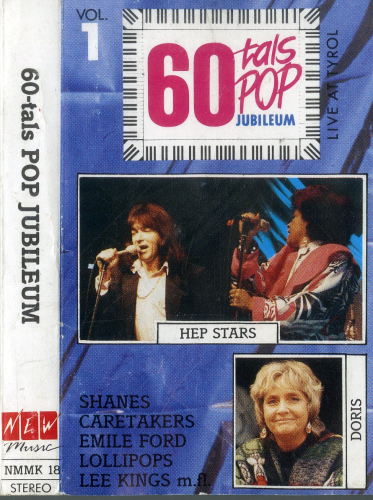 60-tals POP JUBILEUM
NEW
Music
NMMK 18
STEREO
VOL.
1
60 tals
POP
JUBILEUM
LIVE AT TYROL
HEP STARS
SHANES
CARETAKERS
EMILE FORD
LOLLIPOPS
LEE KINGS m.fl.
DORIS